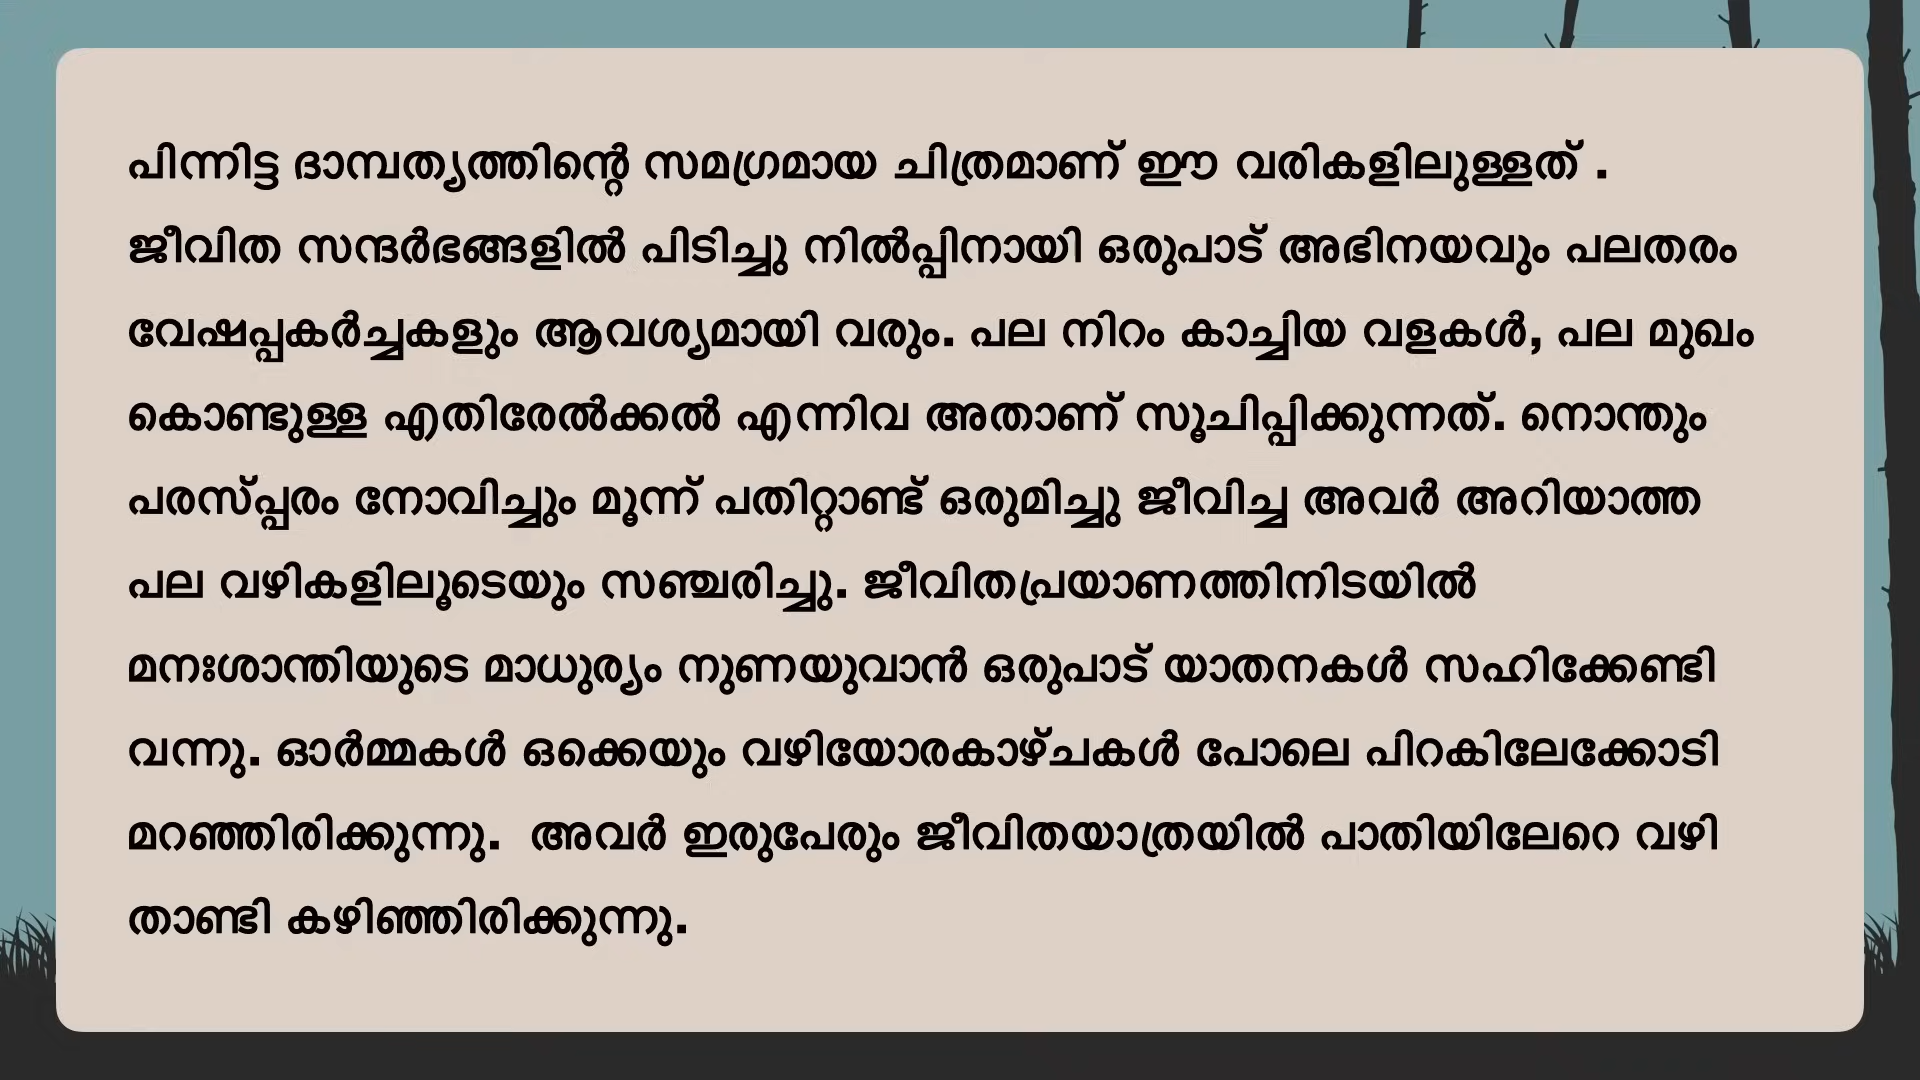 പിന്നിട്ട ദാമ്പത്യത്തിന്റെ സമഗ്രമായ ചിത്രമാണ് ഈ വരികളിലുള്ളത് .
ജീവിത സന്ദർഭങ്ങളിൽ പിടിച്ചു നിൽപ്പിനായി ഒരുപാട് അഭിനയവും പലതരം
വേഷപ്പകർച്ചകളും ആവശ്യമായി വരും. പല നിറം കാച്ചിയ വളകൾ, പല മുഖം
കൊണ്ടുള്ള എതിരേൽക്കൽ എന്നിവ അതാണ് സൂചിപ്പിക്കുന്നത്. നൊന്തും
പരസ്പ്പരം നോവിച്ചും മൂന്ന് പതിറ്റാണ്ട് ഒരുമിച്ചു ജീവിച്ച അവർ അറിയാത്ത
പല വഴികളിലൂടെയും സഞ്ചരിച്ചു. ജീവിതപ്രയാണത്തിനിടയിൽ
മനഃശാന്തിയുടെ മാധുര്യം നുണയുവാൻ ഒരുപാട് യാതനകൾ സഹിക്കേണ്ടി
വന്നു. ഓർമ്മകൾ ഒക്കെയും വഴിയോരകാഴ്ചകൾ പോലെ പിറകിലേക്കോടി
മറഞ്ഞിരിക്കുന്നു.  അവർ ഇരുപേരും ജീവിതയാത്രയിൽ പാതിയിലേറെ വഴി
താണ്ടി കഴിഞ്ഞിരിക്കുന്നു.